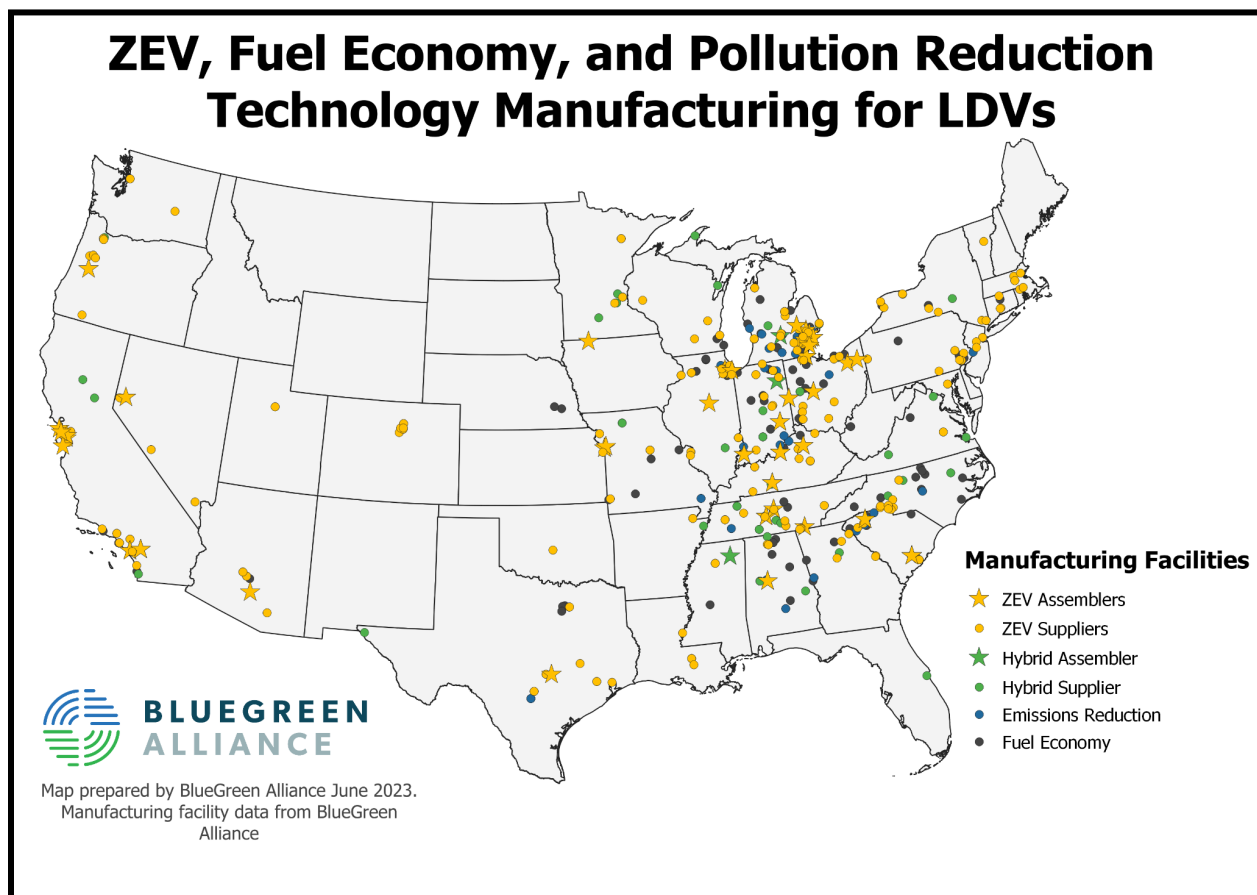 ZEV, Fuel Economy, and Pollution Reduction
Technology Manufacturing for LDVs
Manufacturing Facilities
ZEV Assemblers
ZEV Suppliers
Hybrid Assembler
Hybrid Supplier
Emissions Reduction
Fuel Economy
BLUEGREEN
ALLIANCE
Map prepared by BlueGreen Alliance June 2023.
Manufacturing facility data from BlueGreen
Alliance